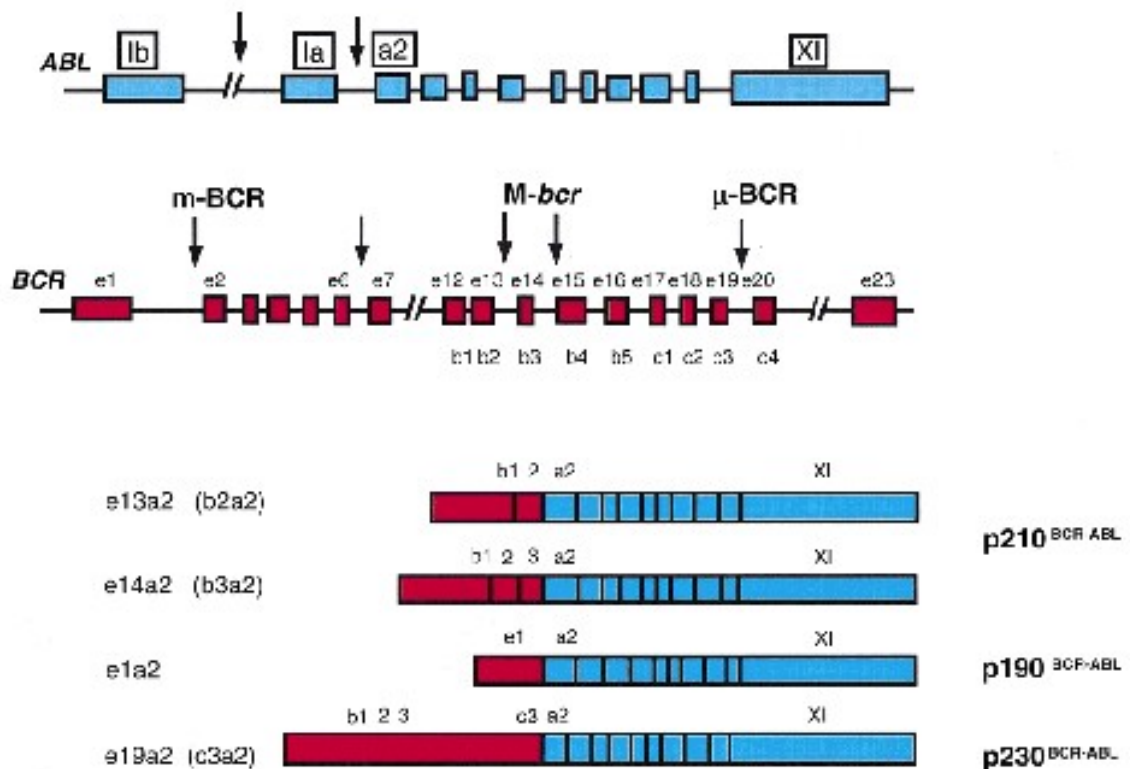 ABL Ib Ia a2 XI
m-BCR M-bcr µ-BCR
BCR e1 e2 e6 e7 e12 e13 e14 e15 e16 e17 e18 e19 e20 e23
b1 b2 b3 b4 b5 c1 c2 c3 c4
b1 2 a2 XI
e13a2 (b2a2)
p210 BCR-ABL
b1 2 3 a2 XI
e14a2 (b3a2)
e1 a2 XI
e1a2 p190 BCR-ABL
b1 2 3 c3 a2 XI
e19a2 (c3a2) p230 BCR-ABL